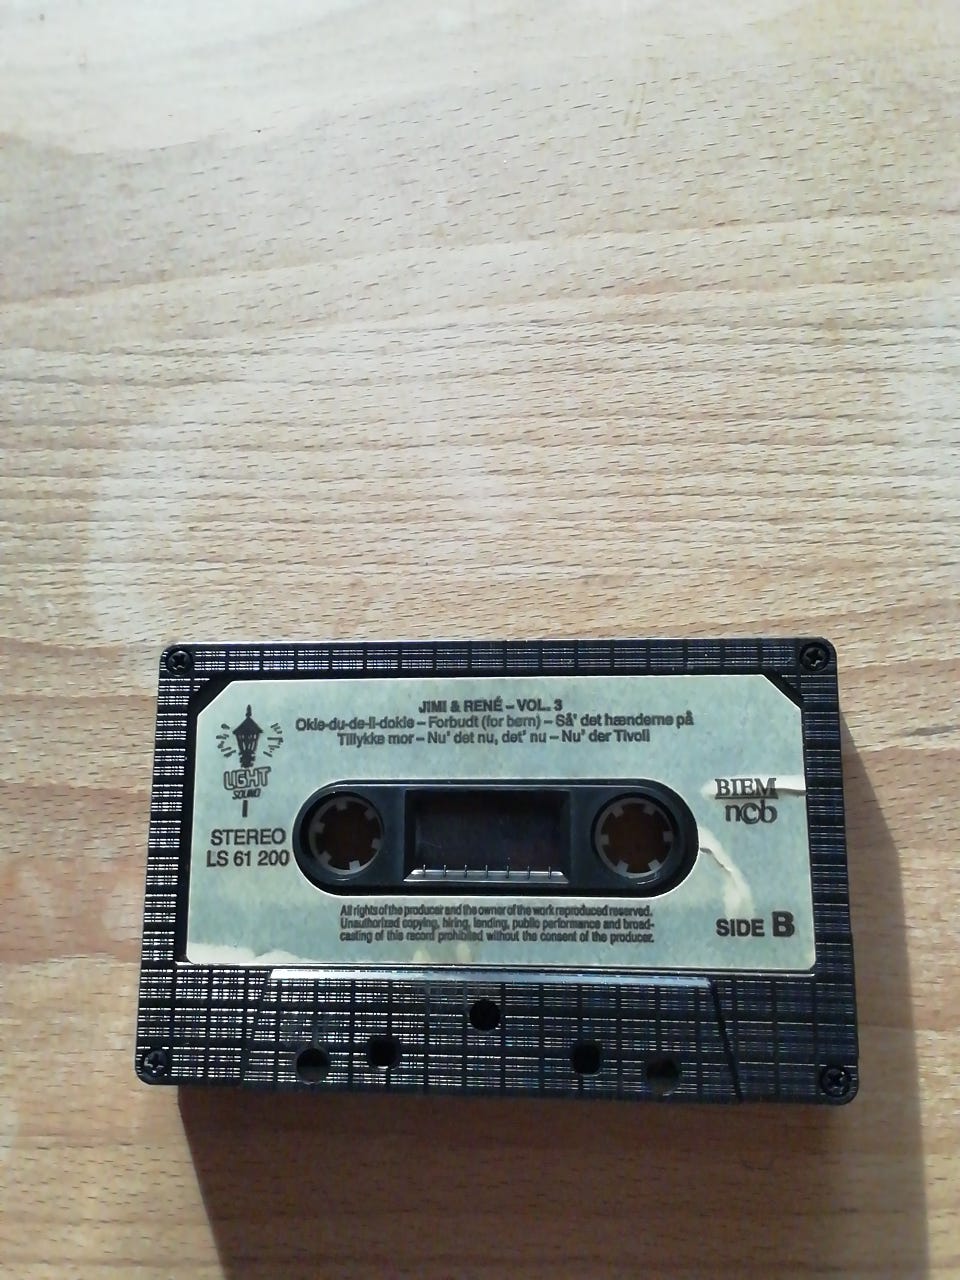 JIMI & RENÉ – VOL. 3
Okie-du-de-li-dokie – Forbudt (for børn) – Så' det hænderne på
Tillykke mor – Nu' det nu, det' nu – Nu' der Tivoli
LIGHT
SOUND
BIEM
ncb
STEREO
LS 61 200
All rights of the producer and the owner of the work reproduced reserved.
Unauthorized copying, hiring, lending, public performance and broad-
casting of this record prohibited without the consent of the producer.
SIDE B